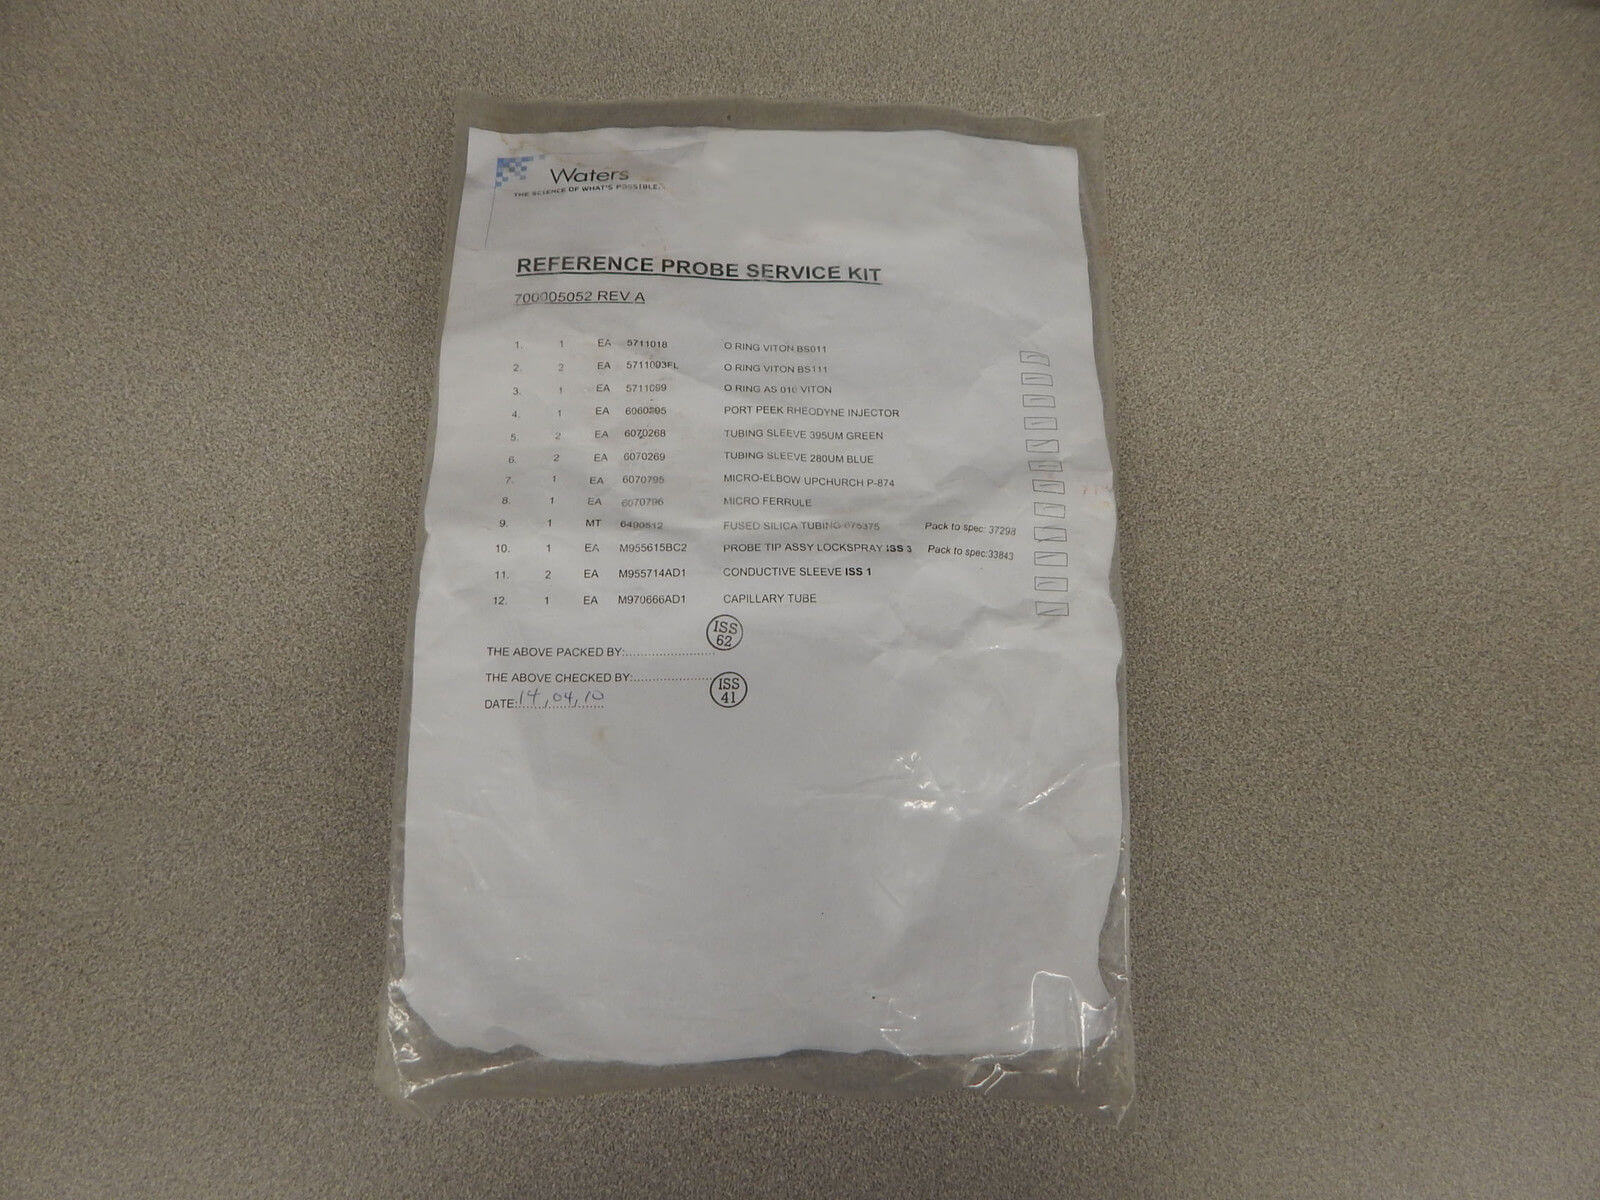 Waters
THE SCIENCE OF WHAT'S POSSIBLE.
REFERENCE PROBE SERVICE KIT
700005052 REV A
1. 1 EA 5711018 O RING VITON BS011
2. 2 EA 5711093FL O RING VITON BS111
3. 1 EA 5711099 O RING AS 010 VITON
4. 1 EA PORT PEEK RHEODYNE INJECTOR
5. 2 EA 6070268 TUBING SLEEVE 395UM GREEN
6. 2 EA 6070269 TUBING SLEEVE 280UM BLUE
7. 1 EA 6070795 MICRO-ELBOW UPCHURCH P-874
8. 1 EA 6070796 MICRO FERRULE
9. 1 MT 6490512 FUSED SILICA TUBING 075375 Pack to spec: 37298
10. 1 EA M955615BC2 PROBE TIP ASSY LOCKSPRAY ISS 3 Pack to spec:33843
11. 2 EA M955714AD1 CONDUCTIVE SLEEVE ISS 1
12. 1 EA M970666AD1 CAPILLARY TUBE
THE ABOVE PACKED BY:........................ ISS 62
THE ABOVE CHECKED BY:...................... ISS 41
DATE: 14,04,10